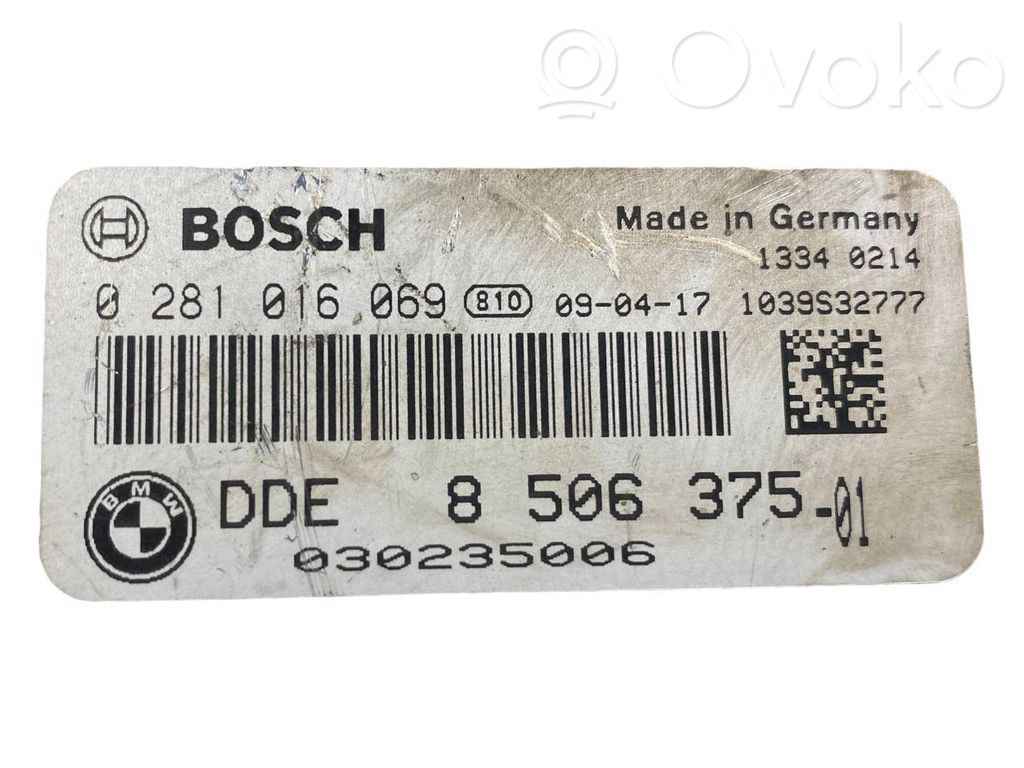 Ovoko
BOSCH Made in Germany
1334 0214
0 281 016 069 810 09-04-17 1039S32777
BMW DDE 8 506 375-01
030235006